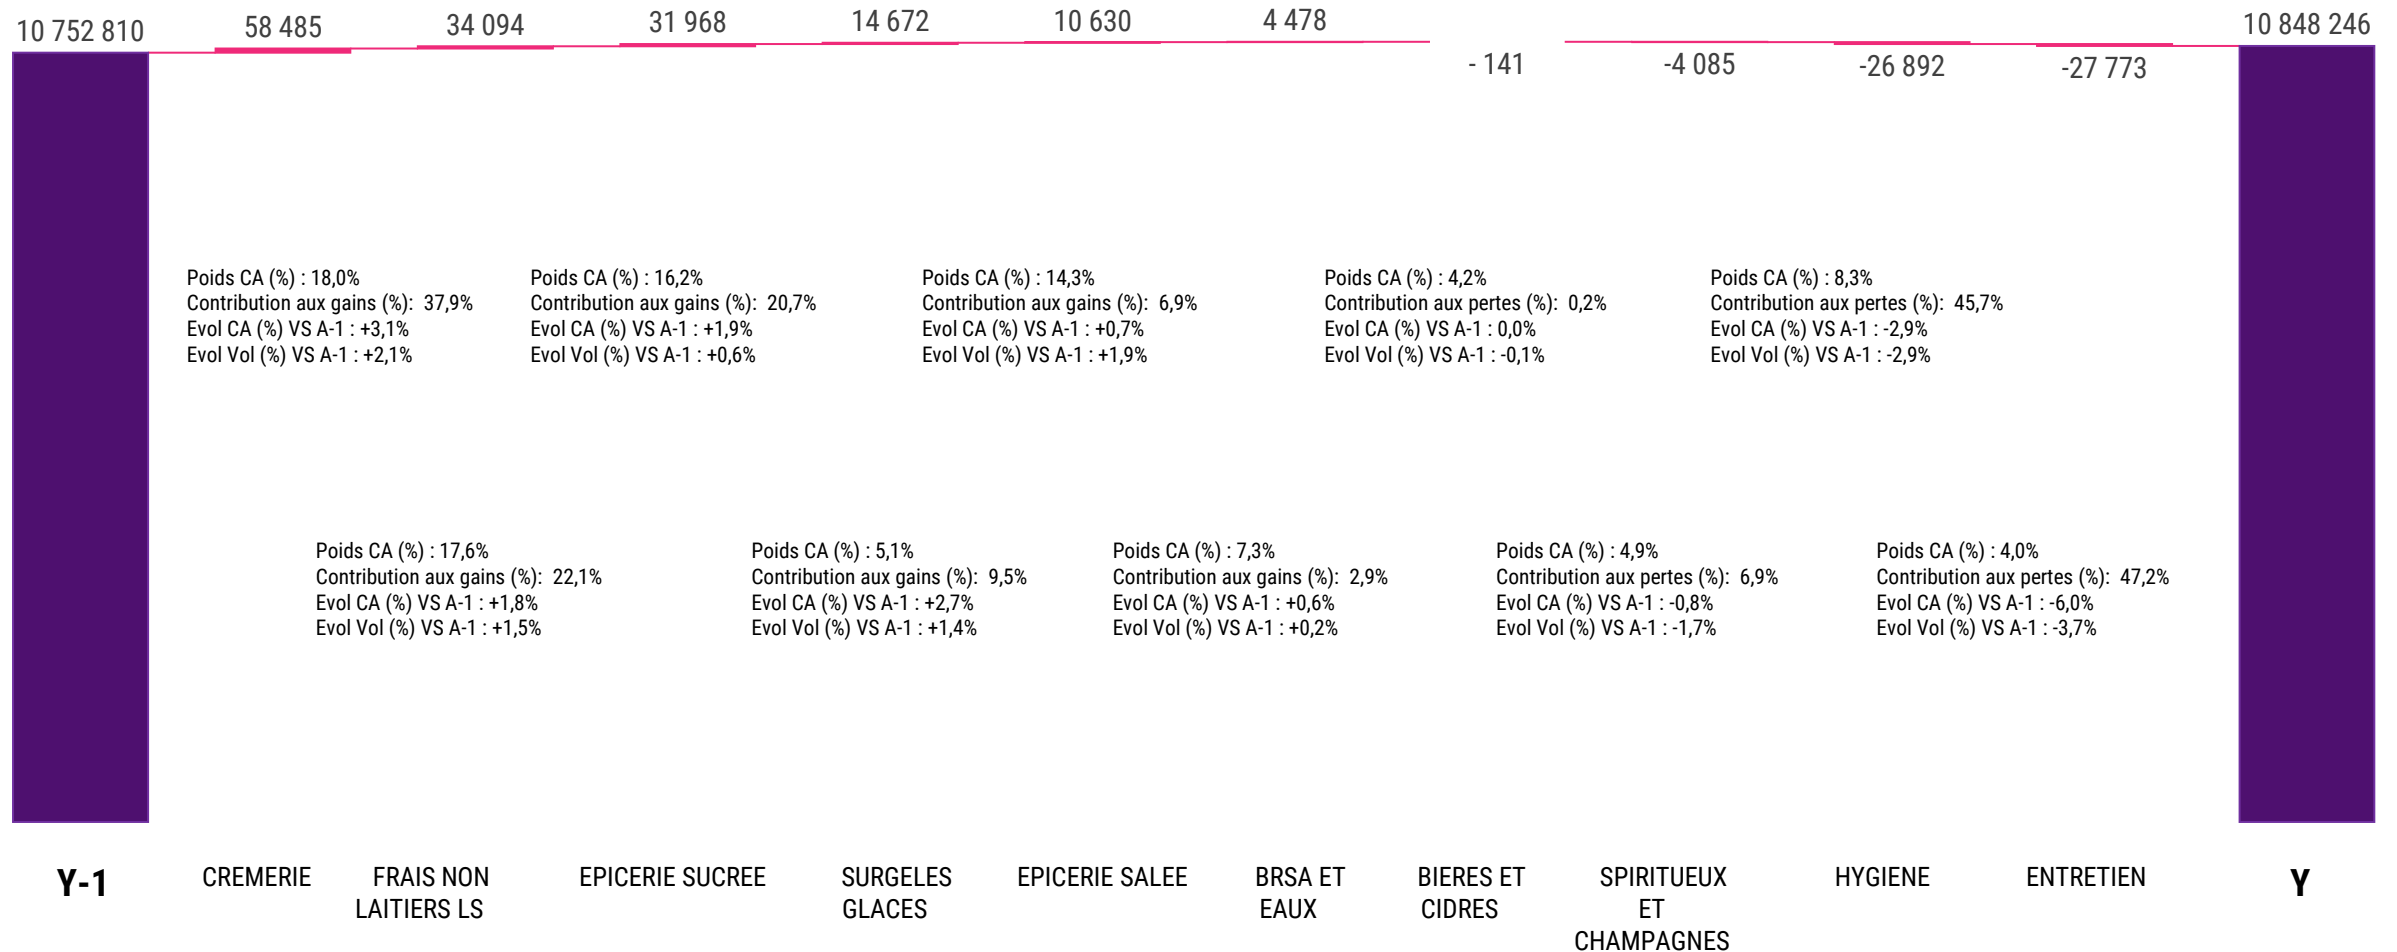 10 752 810
58 485
34 094
31 968
14 672
10 630
4 478
- 141
-4 085
-26 892
-27 773
10 848 246
Poids CA (%) : 18,0%
Contribution aux gains (%): 37,9%
Evol CA (%) VS A-1 : +3,1%
Evol Vol (%) VS A-1 : +2,1%
Poids CA (%) : 16,2%
Contribution aux gains (%): 20,7%
Evol CA (%) VS A-1 : +1,9%
Evol Vol (%) VS A-1 : +0,6%
Poids CA (%) : 14,3%
Contribution aux gains (%): 6,9%
Evol CA (%) VS A-1 : +0,7%
Evol Vol (%) VS A-1 : +1,9%
Poids CA (%) : 4,2%
Contribution aux pertes (%): 0,2%
Evol CA (%) VS A-1 : 0,0%
Evol Vol (%) VS A-1 : -0,1%
Poids CA (%) : 8,3%
Contribution aux pertes (%): 45,7%
Evol CA (%) VS A-1 : -2,9%
Evol Vol (%) VS A-1 : -2,9%
Poids CA (%) : 17,6%
Contribution aux gains (%): 22,1%
Evol CA (%) VS A-1 : +1,8%
Evol Vol (%) VS A-1 : +1,5%
Poids CA (%) : 5,1%
Contribution aux gains (%): 9,5%
Evol CA (%) VS A-1 : +2,7%
Evol Vol (%) VS A-1 : +1,4%
Poids CA (%) : 7,3%
Contribution aux gains (%): 2,9%
Evol CA (%) VS A-1 : +0,6%
Evol Vol (%) VS A-1 : +0,2%
Poids CA (%) : 4,9%
Contribution aux pertes (%): 6,9%
Evol CA (%) VS A-1 : -0,8%
Evol Vol (%) VS A-1 : -1,7%
Poids CA (%) : 4,0%
Contribution aux pertes (%): 47,2%
Evol CA (%) VS A-1 : -6,0%
Evol Vol (%) VS A-1 : -3,7%
Y-1
CREMERIE
FRAIS NON
LAITIERS LS
EPICERIE SUCREE
SURGELES
GLACES
EPICERIE SALEE
BRSA ET
EAUX
BIERES ET
CIDRES
SPIRITUEUX
ET
CHAMPAGNES
HYGIENE
ENTRETIEN
Y